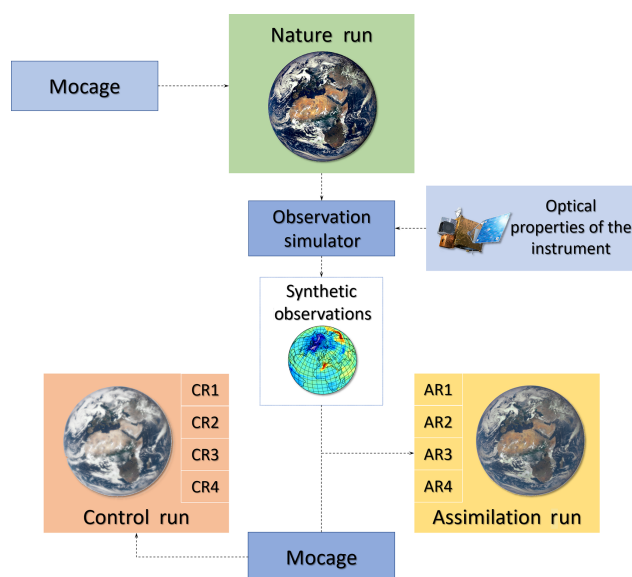 Nature run
Mocage
Observation
simulator
Optical
properties of the
instrument
Synthetic
observations
CR1
CR2
CR3
CR4
Control run
AR1
AR2
AR3
AR4
Assimilation run
Mocage